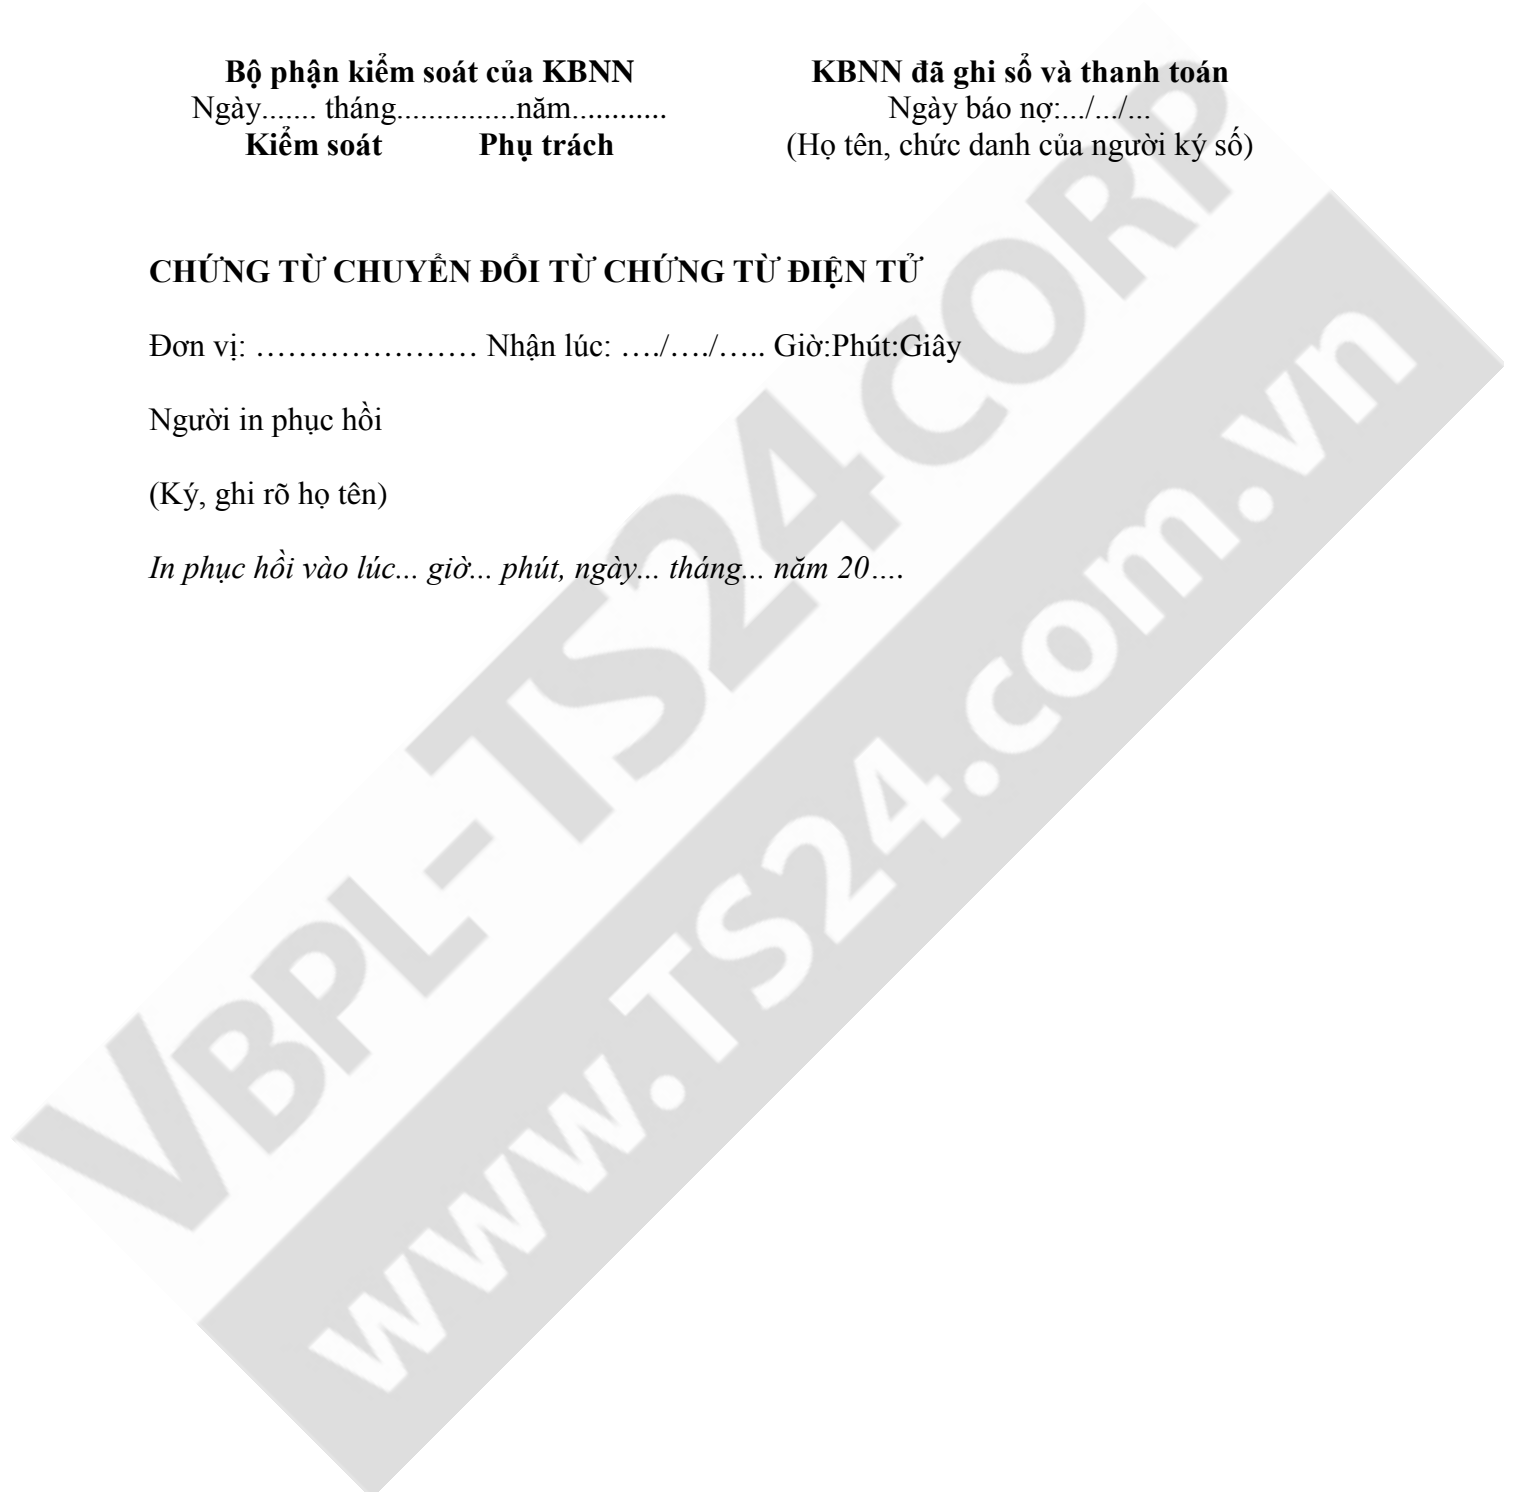 Bộ phận kiểm soát của KBNN
Ngày....... tháng...............năm............
Kiểm soát Phụ trách
KBNN đã ghi sổ và thanh toán
Ngày báo nợ:.../.../...
(Họ tên, chức danh của người ký số)
CHỨNG TỪ CHUYỂN ĐỔI TỪ CHỨNG TỪ ĐIỆN TỬ
Đơn vị: ………………… Nhận lúc: …./…./….. Giờ:Phút:Giây
Người in phục hồi
(Ký, ghi rõ họ tên)
In phục hồi vào lúc... giờ... phút, ngày... tháng... năm 20….
VBPL-TS24CORP
www.TS24.com.vn